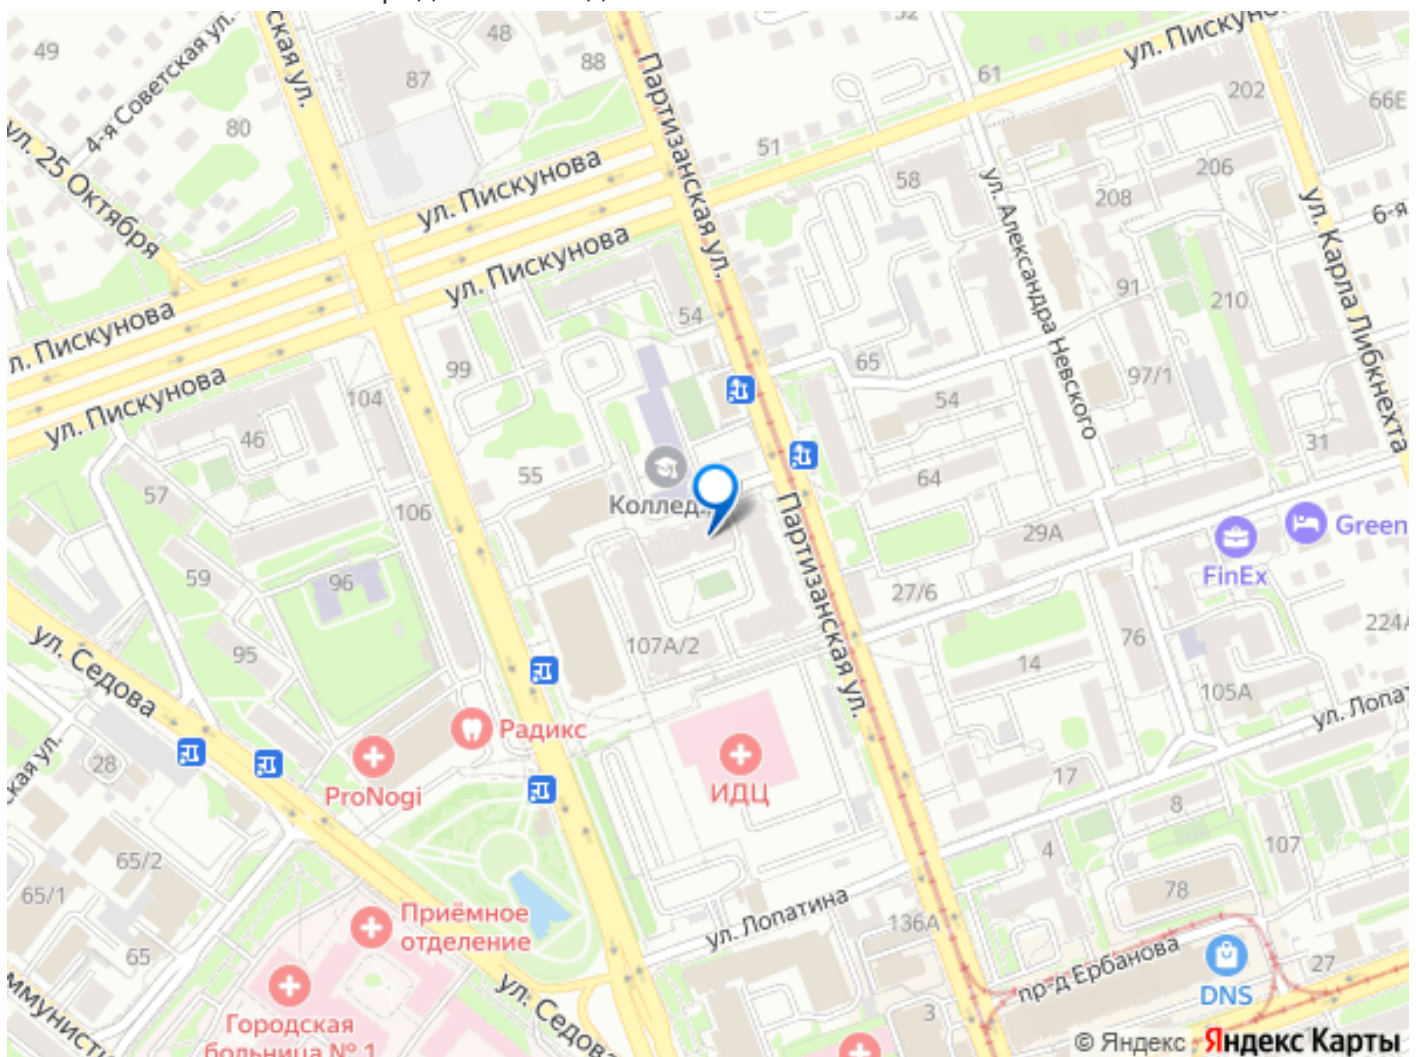 49
4-я Советская ул.
ская ул.
48
88
87
80
ул. 25 Октября
ул. Пискунова
Партизанская ул.
51
61
52
ул. Пискуно
202
66Е
206
208
58
ул. Александра Невского
ул. Карла Либкнехта
6-я
91
210
л. Пискунова
ул. Пискунова
54
99
65
97/1
54
ул. Пискунова
104
46
31
57
55
64
106
Коллед
29А
Green
FinEx
59
96
Партизанская ул.
27/6
224А
ул. Седова
95
107А/2
14
76
105А
ул. Лопат
ская ул.
28
Радикс
ProNogi
ИДЦ
17
8
107
4
65/2
65/1
78
Приёмное
отделение
ул. Лопатина
136А
65
пр-д Ербанова
27
DNS
ул. Седова
3
ммунисти
Городская
больница № 1
© Яндекс Яндекс Карты